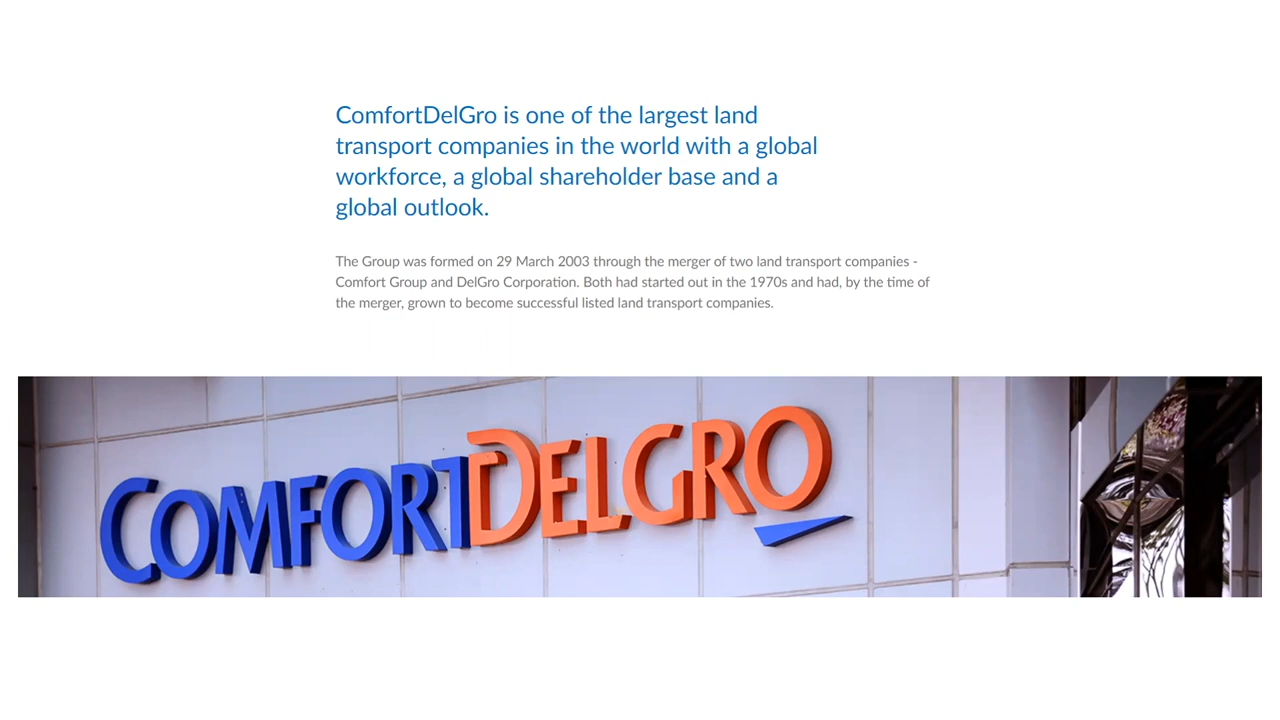 ComfortDelGro is one of the largest land
transport companies in the world with a global
workforce, a global shareholder base and a
global outlook.
The Group was formed on 29 March 2003 through the merger of two land transport companies -
Comfort Group and DelGro Corporation. Both had started out in the 1970s and had, by the time of
the merger, grown to become successful listed land transport companies.
COMFORTDELGRO